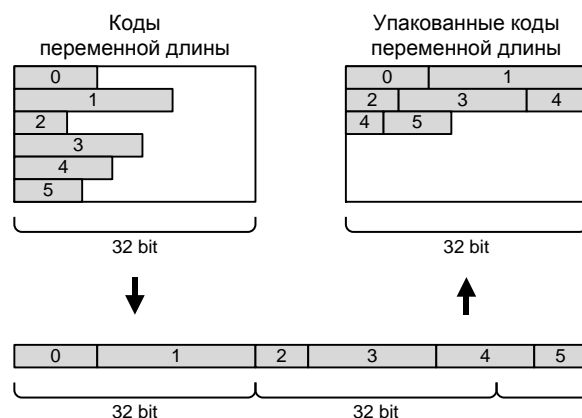 Коды
переменной длины
0
1
2
3
4
5
32 bit
Упакованные коды
переменной длины
0 1
2 3 4
4 5
32 bit
0 1 2 3 4 5
32 bit 32 bit